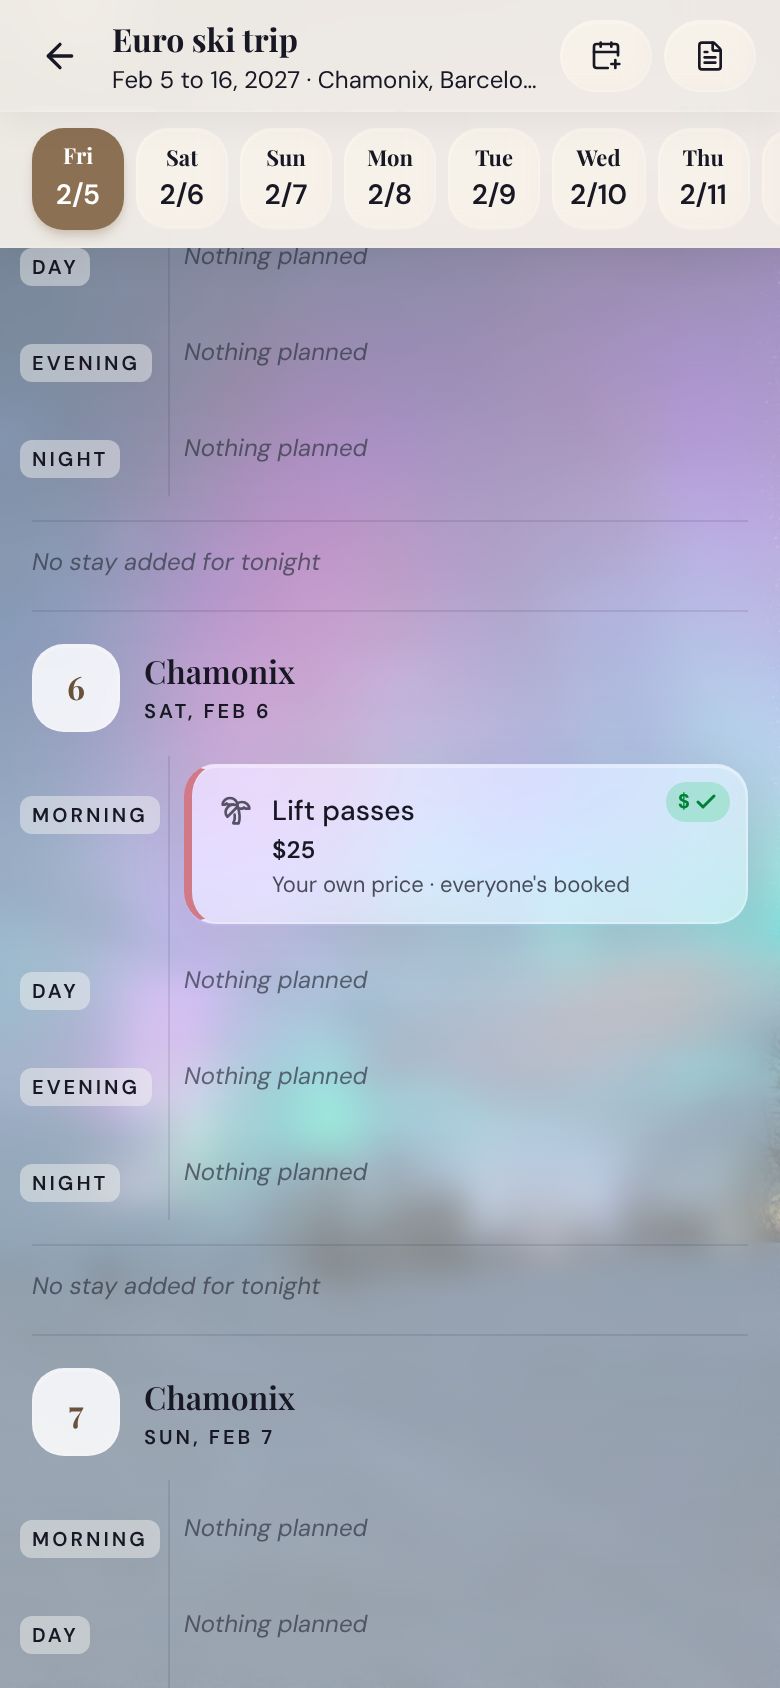 Euro ski trip
Feb 5 to 16, 2027 · Chamonix, Barcelo...
Fri Sat Sun Mon Tue Wed Thu
2/5 2/6 2/7 2/8 2/9 2/10 2/11
DAY Nothing planned
EVENING Nothing planned
NIGHT Nothing planned
No stay added for tonight
6 Chamonix
SAT, FEB 6
MORNING Lift passes $
$25
Your own price · everyone's booked
DAY Nothing planned
EVENING Nothing planned
NIGHT Nothing planned
No stay added for tonight
7 Chamonix
SUN, FEB 7
MORNING Nothing planned
DAY Nothing planned